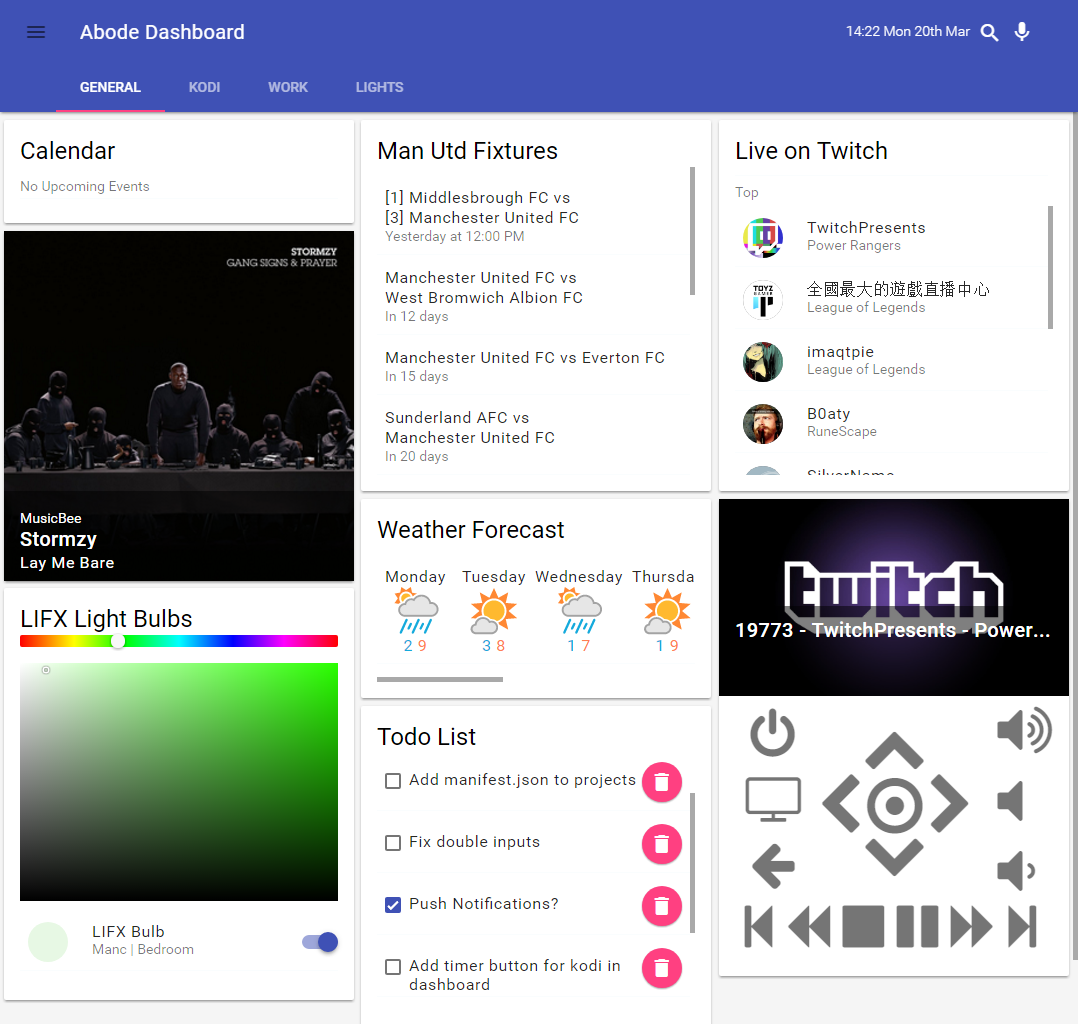 Abode Dashboard
14:22 Mon 20th Mar
GENERAL
KODI
WORK
LIGHTS
Calendar
No Upcoming Events
STORMZY
GANG SIGNS & PRAYER
MusicBee
Stormzy
Lay Me Bare
LIFX Light Bulbs
LIFX Bulb
Manc | Bedroom
Man Utd Fixtures
[1] Middlesbrough FC vs
[3] Manchester United FC
Yesterday at 12:00 PM
Manchester United FC vs
West Bromwich Albion FC
In 12 days
Manchester United FC vs Everton FC
In 15 days
Sunderland AFC vs
Manchester United FC
In 20 days
Weather Forecast
Monday Tuesday Wednesday Thursda
2 9 3 8 1 7 1 9
Todo List
Add manifest.json to projects
Fix double inputs
Push Notifications?
Add timer button for kodi in
dashboard
Live on Twitch
Top
TwitchPresents
Power Rangers
TOYZ
GAMER
全國最大的遊戲直播中心
League of Legends
imaqtpie
League of Legends
B0aty
RuneScape
SilverName
twitch
19773 - TwitchPresents - Power...